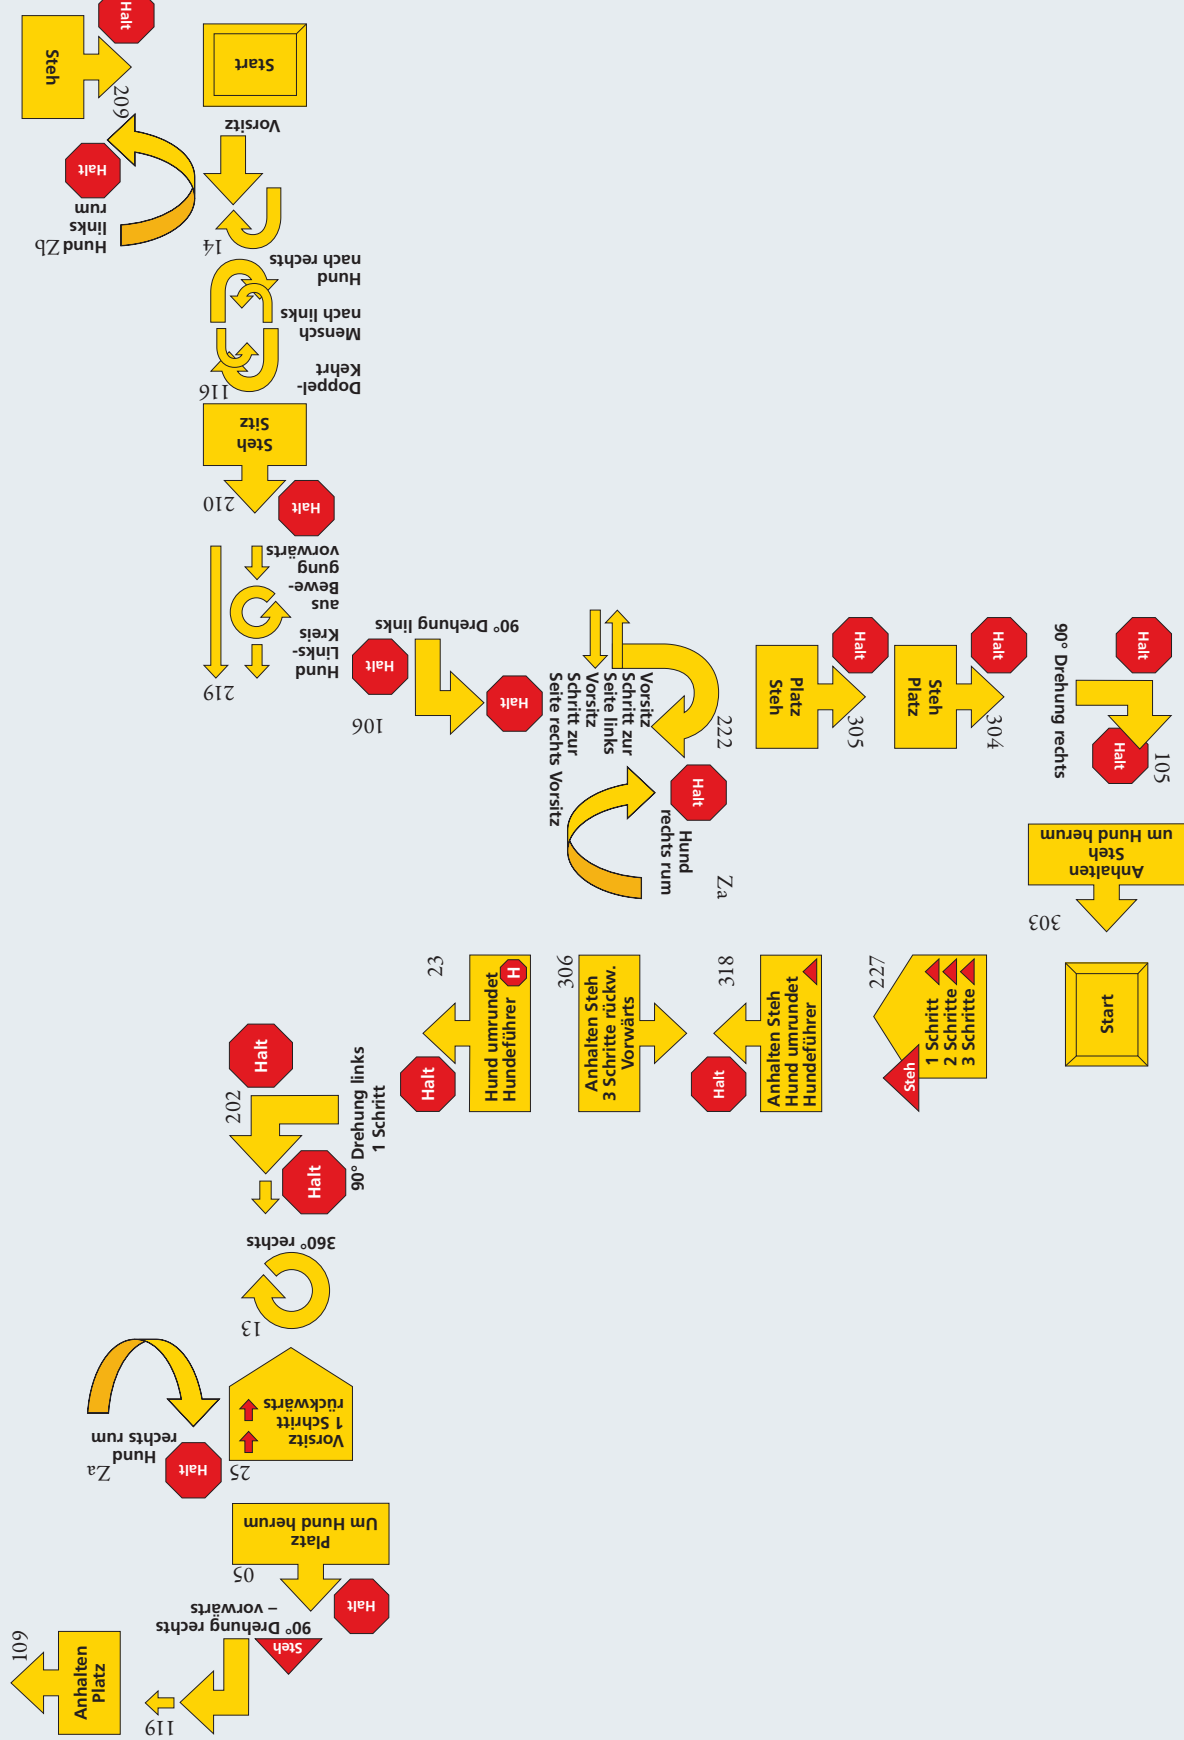 Halt
Steh
209
Start
Vorsitz
Halt
Hund
links
rum
Zb
14
Hund
nach rechts
Mensch
nach links
Doppel-
Kehrt
116
Steh
Sitz
210
Halt
Hund
Links-
Kreis
aus
Bewe-
gung
vorwärts
219
90° Drehung links
Halt
Halt
106
Vorsitz
Schritt zur
Seite links
Vorsitz
Schritt zur
Seite rechts Vorsitz
222
Halt
Hund
rechts rum
Za
Platz
Steh
Halt
305
Steh
Platz
Halt
304
90° Drehung rechts
Halt
Halt
105
Anhalten
Steh
um Hund herum
303
Start
227
Steh
1 Schritt
2 Schritte
3 Schritte
318
Halt
Anhalten Steh
Hund umrundet
Hundeführer
306
Anhalten Steh
3 Schritte rückw.
Vorwärts
23
Halt
Hund umrundet
Hundeführer
H
Halt
202
Halt
90° Drehung links
1 Schritt
360° rechts
13
Hund
rechts rum
Za
Halt
Vorsitz
1 Schritt
rückwärts
25
Platz
Um Hund herum
05
Halt
90° Drehung rechts
– vorwärts
Steh
119
109
Anhalten
Platz